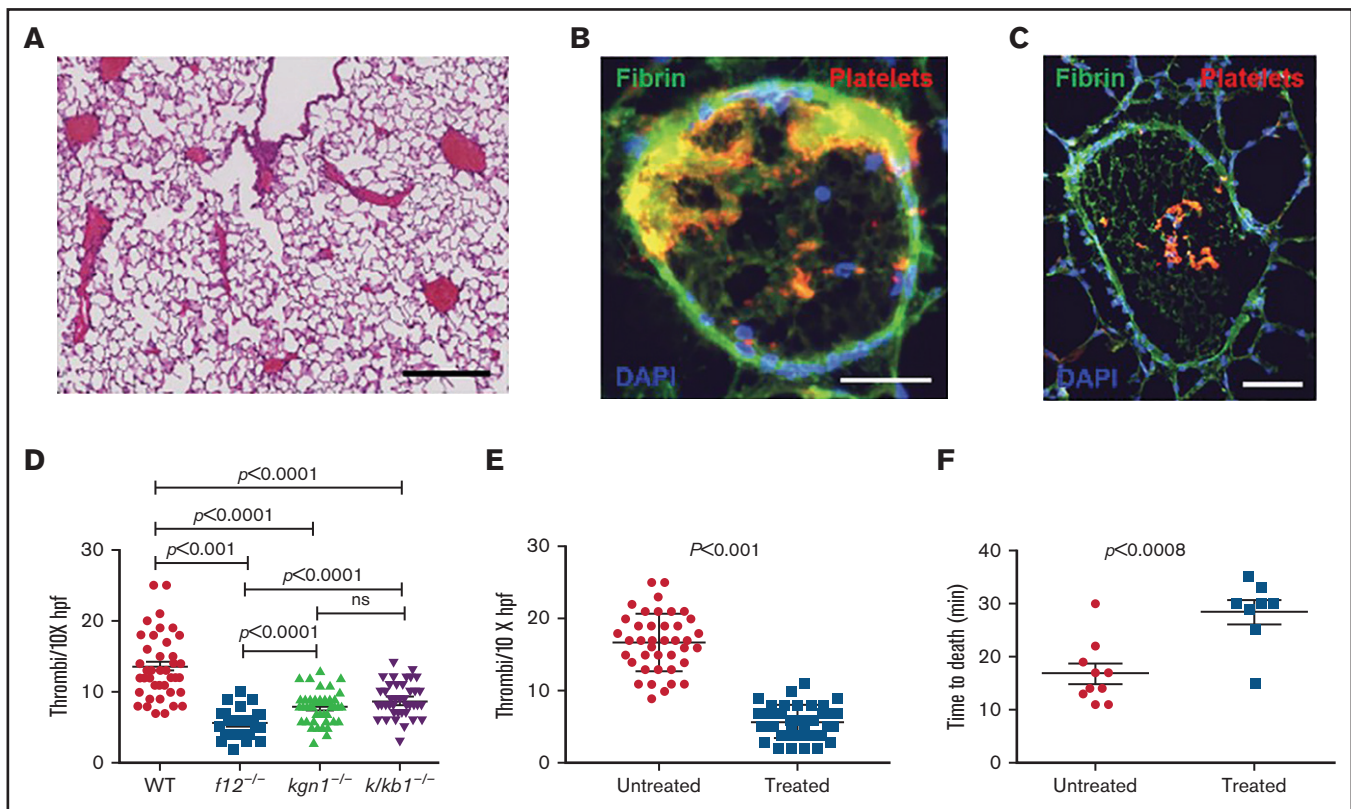 A
B
C
Fibrin Platelets
DAPI
Fibrin Platelets
DAPI
D
p<0.0001
p<0.0001
p<0.001
p<0.0001
ns
p<0.0001
Thrombi/10X hpf
30
20
10
0
WT
f12⁻/⁻
kgn1⁻/⁻
k/kb1⁻/⁻
E
P<0.001
Thrombi/10 X hpf
30
20
10
0
Untreated
Treated
F
p<0.0008
Time to death (min)
40
30
20
10
0
Untreated
Treated